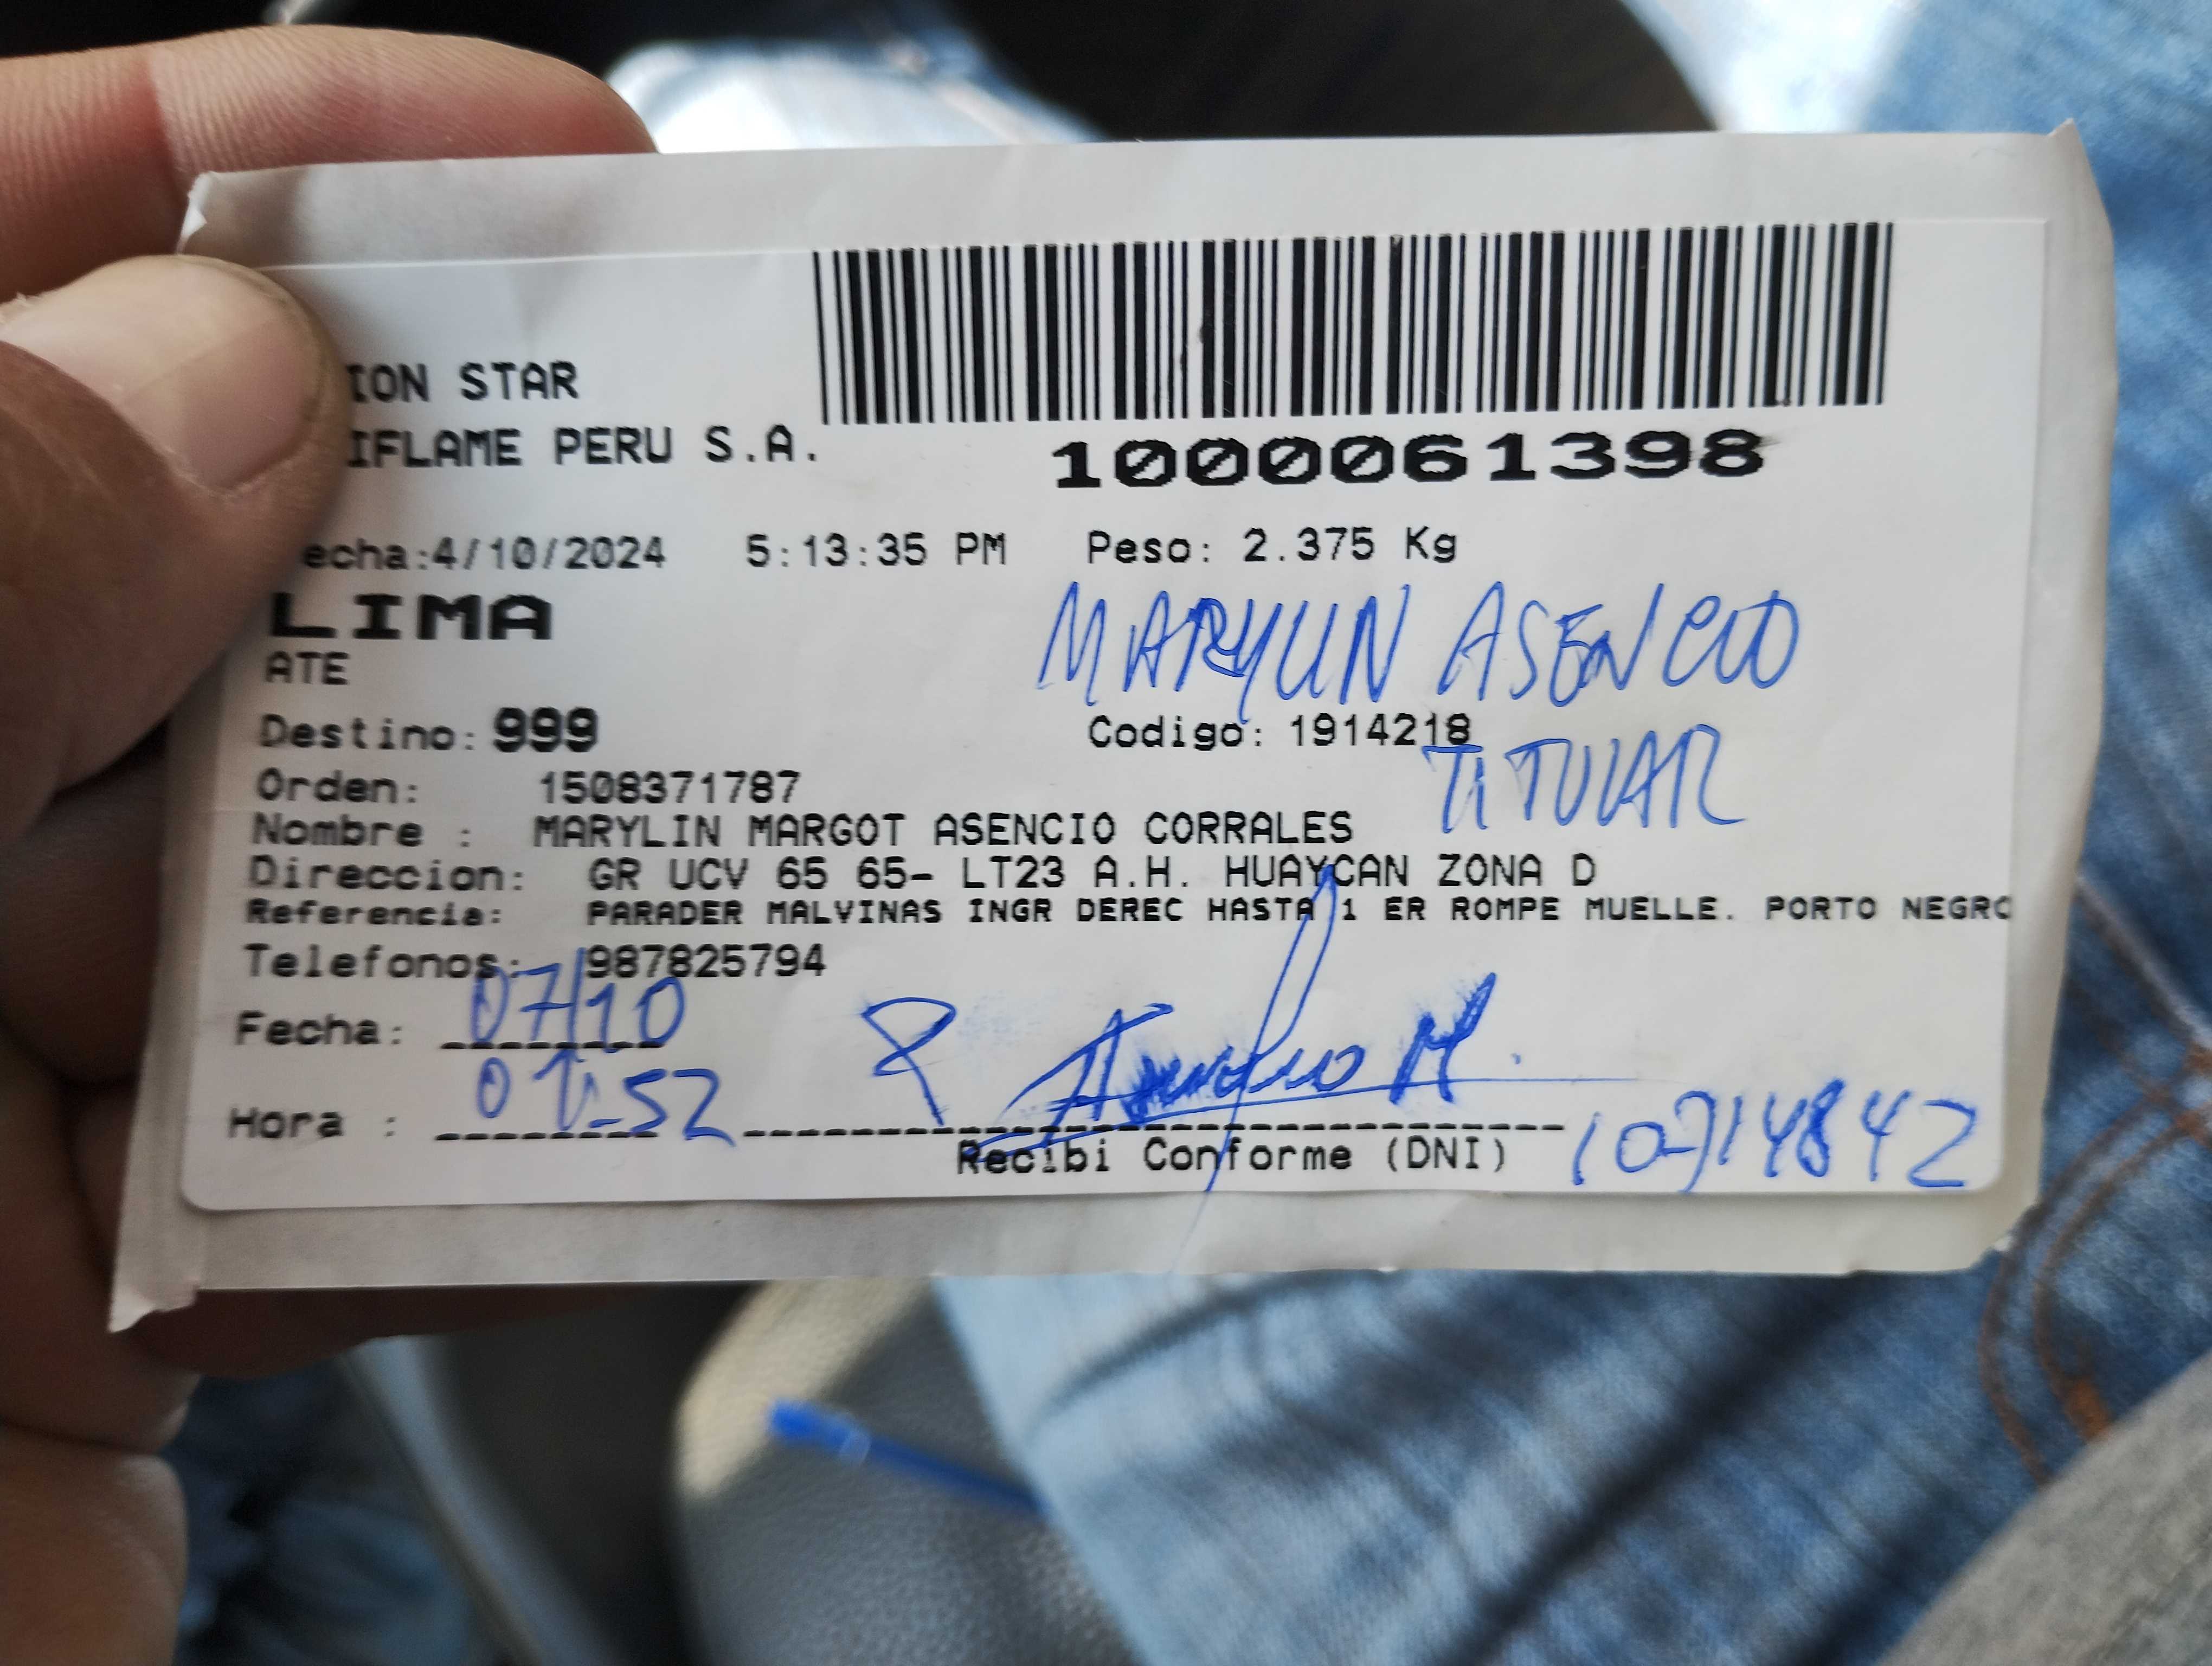 ION STAR
IFLAME PERU S.A.
1000061398
echa:4/10/2024 5:13:35 PM Peso: 2.375 Kg
LIMA
MARYLIN ASENCIO
ATE
Destino: 999 Codigo: 1914218
TITULAR
Orden: 1508371787
Nombre : MARYLIN MARGOT ASENCIO CORRALES
Direccion: GR UCV 65 65- LT23 A.H. HUAYCAN ZONA D
Referencia: PARADER MALVINAS INGR DEREC HASTA 1 ER ROMPE MUELLE. PORTO NEGRO
Telefonos: 987825794
Fecha: 07/10
Hora :
Recibi Conforme (DNI)